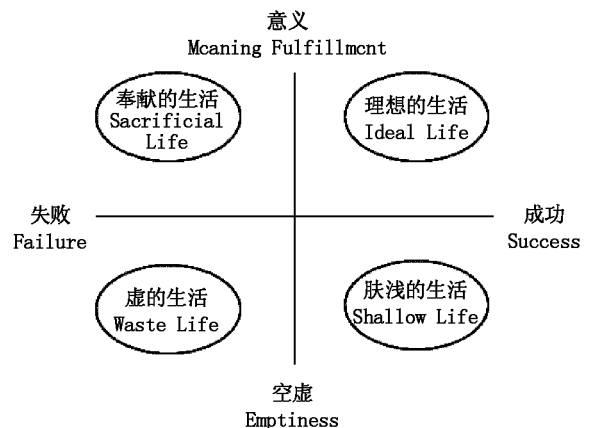 意义
Mcaning Fulfillmcnt
奉献的生活
Sacrificial
Life
理想的生活
Ideal Life
失败
Failure
成功
Success
虚的生活
Waste Life
肤浅的生活
Shallow Life
空虚
Emptiness